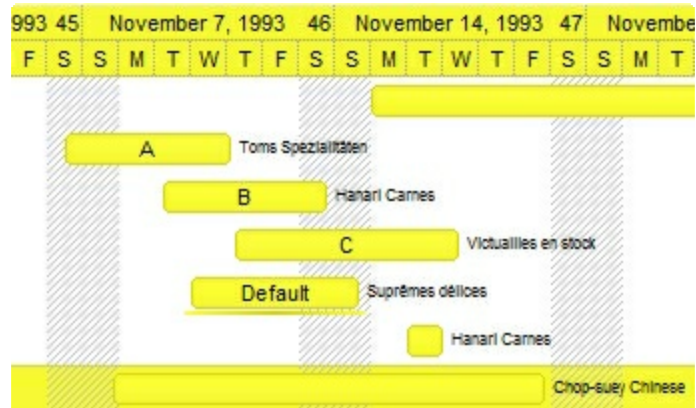 993 45 November 7, 1993 46 November 14, 1993 47 Novembe
F S S M T W T F S S M T W T F S S M T
A Toms Spezialitäten
B Hanari Carnes
C Victuailles en stock
Default Suprêmes délices
Hanari Carnes
Chop-suey Chinese